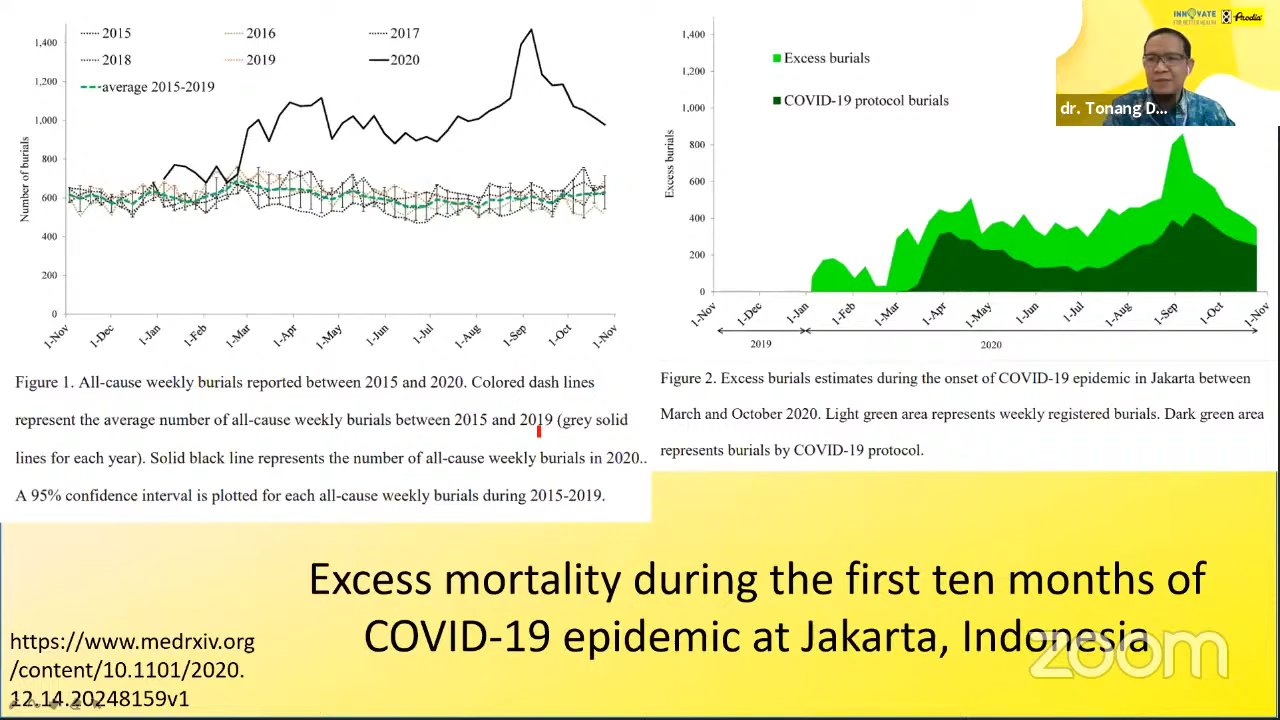 2015
2016
2017
2018
2019
2020
average 2015-2019
Number of burials
1,400
1,200
1,000
800
600
400
200
0
1-Nov
1-Dec
1-Jan
1-Feb
1-Mar
1-Apr
1-May
1-Jun
1-Jul
1-Aug
1-Sep
1-Oct
1-Nov
Figure 1. All-cause weekly burials reported between 2015 and 2020. Colored dash lines
represent the average number of all-cause weekly burials between 2015 and 2019 (grey solid
lines for each year). Solid black line represents the number of all-cause weekly burials in 2020..
A 95% confidence interval is plotted for each all-cause weekly burials during 2015-2019.
Excess burials
COVID-19 protocol burials
Excess burials
1,400
1,200
1,000
800
600
400
200
0
1-Nov
1-Dec
1-Jan
1-Feb
1-Mar
1-Apr
1-May
1-Jun
1-Jul
1-Aug
1-Sep
1-Oct
1-Nov
2019
2020
Figure 2. Excess burials estimates during the onset of COVID-19 epidemic in Jakarta between
March and October 2020. Light green area represents weekly registered burials. Dark green area
represents burials by COVID-19 protocol.
INNOVATE
Prodia
dr. Tonang D...
Excess mortality during the first ten months of
COVID-19 epidemic at Jakarta, Indonesia
https://www.medrxiv.org
/content/10.1101/2020.
12.14.20248159v1
zoom